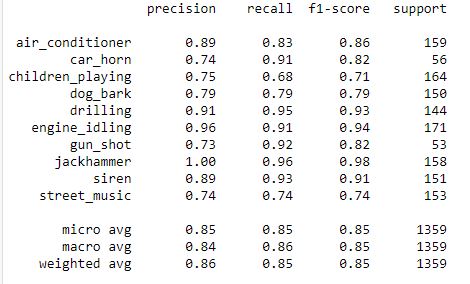 precision recall f1-score support
air_conditioner 0.89 0.83 0.86 159
car_horn 0.74 0.91 0.82 56
children_playing 0.75 0.68 0.71 164
dog_bark 0.79 0.79 0.79 150
drilling 0.91 0.95 0.93 144
engine_idling 0.96 0.91 0.94 171
gun_shot 0.73 0.92 0.82 53
jackhammer 1.00 0.96 0.98 158
siren 0.89 0.93 0.91 151
street_music 0.74 0.74 0.74 153
micro avg 0.85 0.85 0.85 1359
macro avg 0.84 0.86 0.85 1359
weighted avg 0.86 0.85 0.85 1359